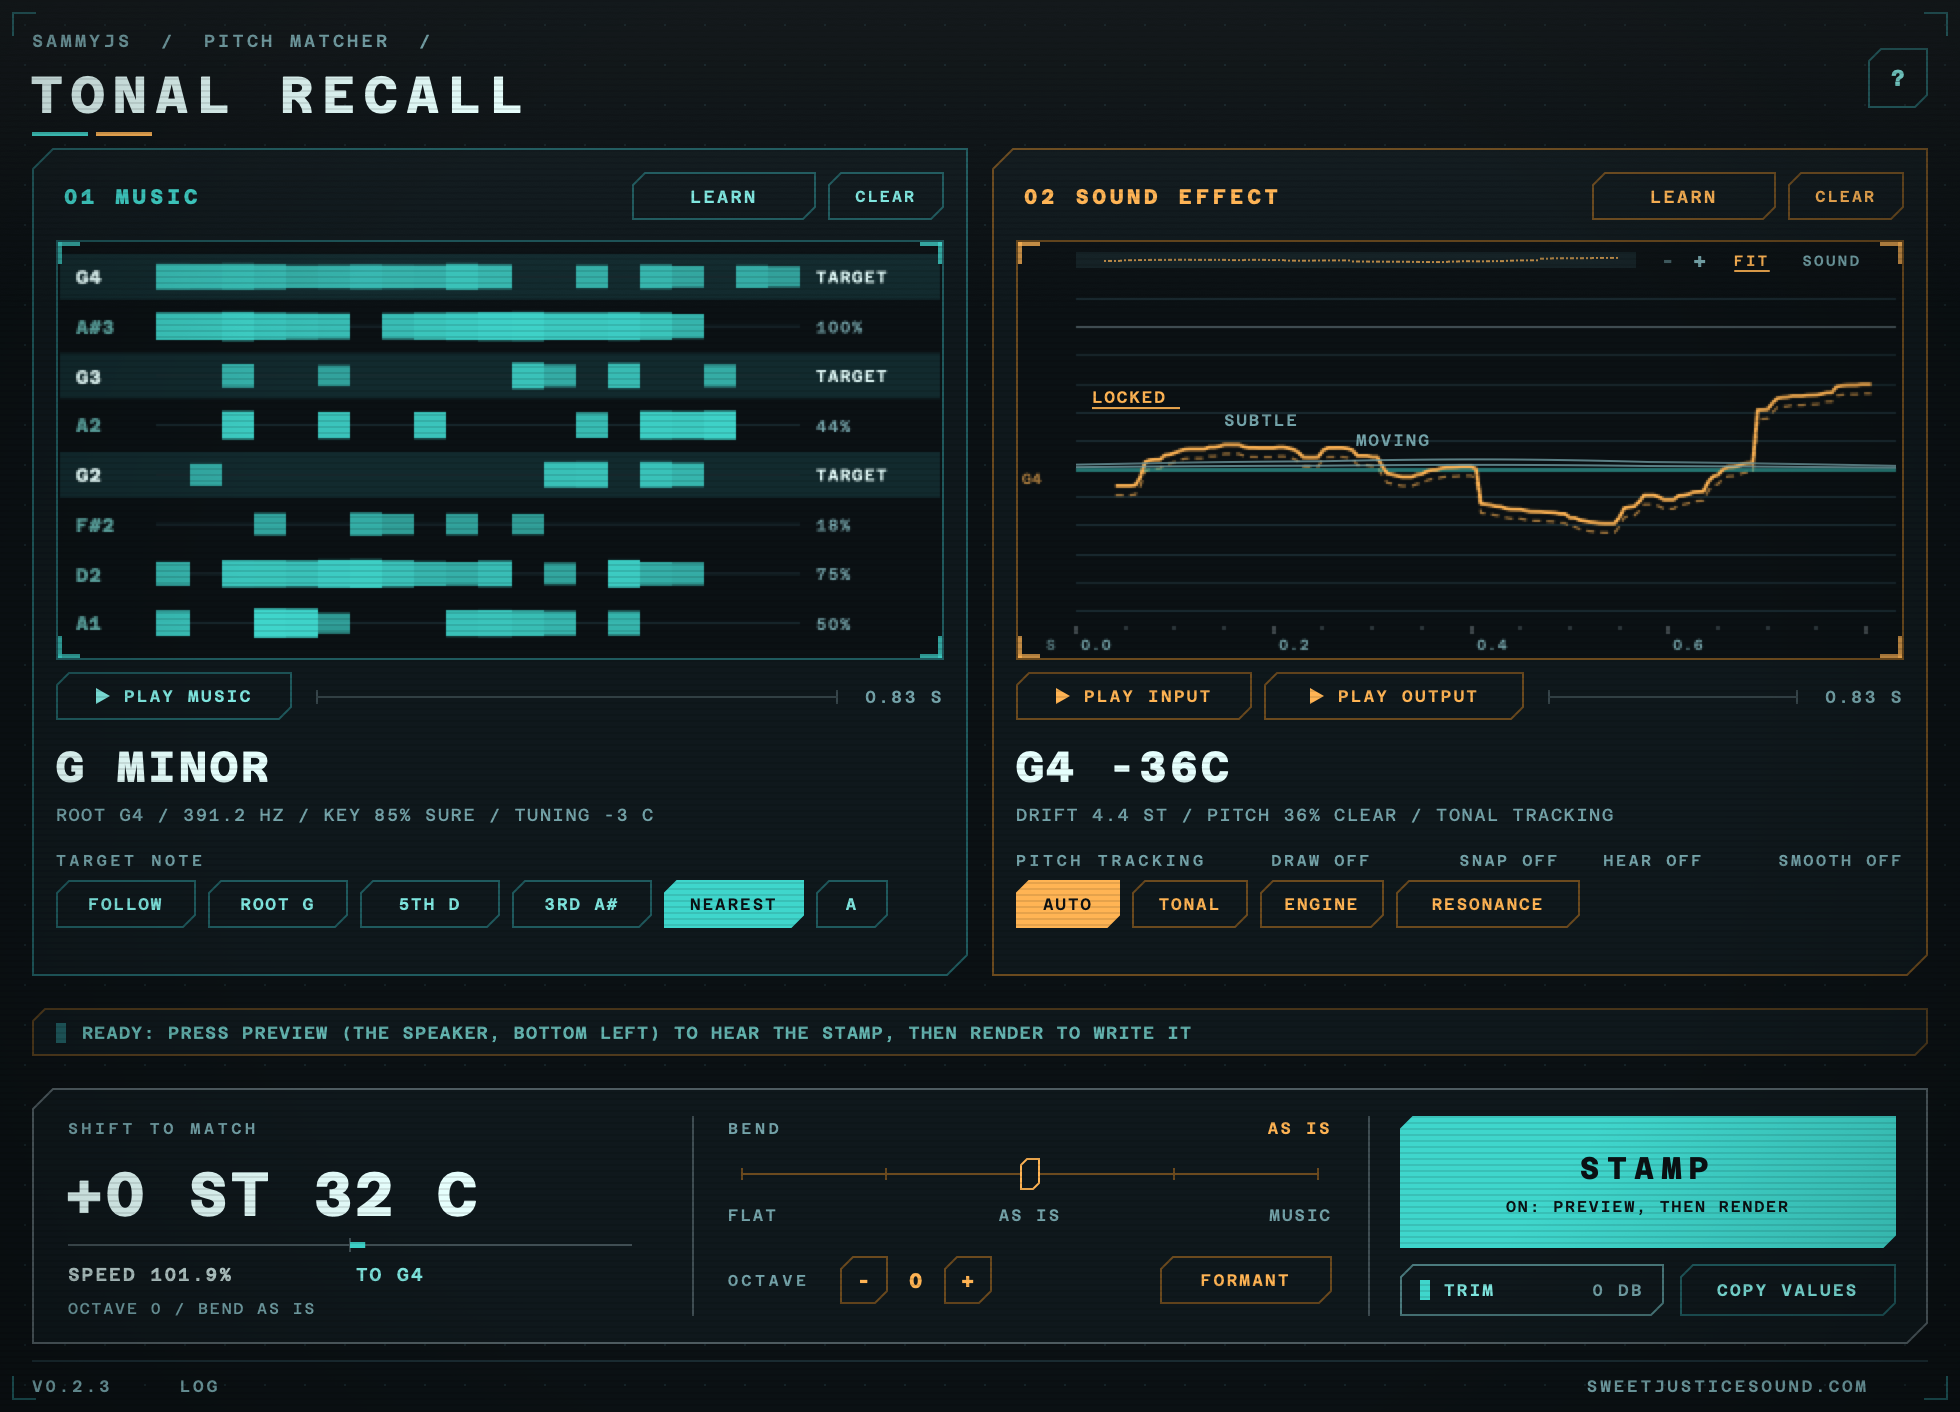 SAMMYJS / PITCH MATCHER /
TONAL RECALL
?
01 MUSIC
LEARN
CLEAR
G4 TARGET
A#3 100%
G3 TARGET
A2 44%
G2 TARGET
F#2 18%
D2 75%
A1 50%
PLAY MUSIC
0.83 S
G MINOR
ROOT G4 / 391.2 HZ / KEY 85% SURE / TUNING -3 C
TARGET NOTE
FOLLOW
ROOT G
5TH D
3RD A#
NEAREST
A
02 SOUND EFFECT
LEARN
CLEAR
- + FIT SOUND
LOCKED
SUBTLE
MOVING
G4
S 0.0 0.2 0.4 0.6
PLAY INPUT
PLAY OUTPUT
0.83 S
G4 -36C
DRIFT 4.4 ST / PITCH 36% CLEAR / TONAL TRACKING
PITCH TRACKING DRAW OFF SNAP OFF HEAR OFF SMOOTH OFF
AUTO
TONAL
ENGINE
RESONANCE
READY: PRESS PREVIEW (THE SPEAKER, BOTTOM LEFT) TO HEAR THE STAMP, THEN RENDER TO WRITE IT
SHIFT TO MATCH
+0 ST 32 C
SPEED 101.9% TO G4
OCTAVE 0 / BEND AS IS
BEND AS IS
FLAT AS IS MUSIC
OCTAVE - 0 +
FORMANT
STAMP
ON: PREVIEW, THEN RENDER
TRIM 0 DB
COPY VALUES
V0.2.3 LOG
SWEETJUSTICESOUND.COM